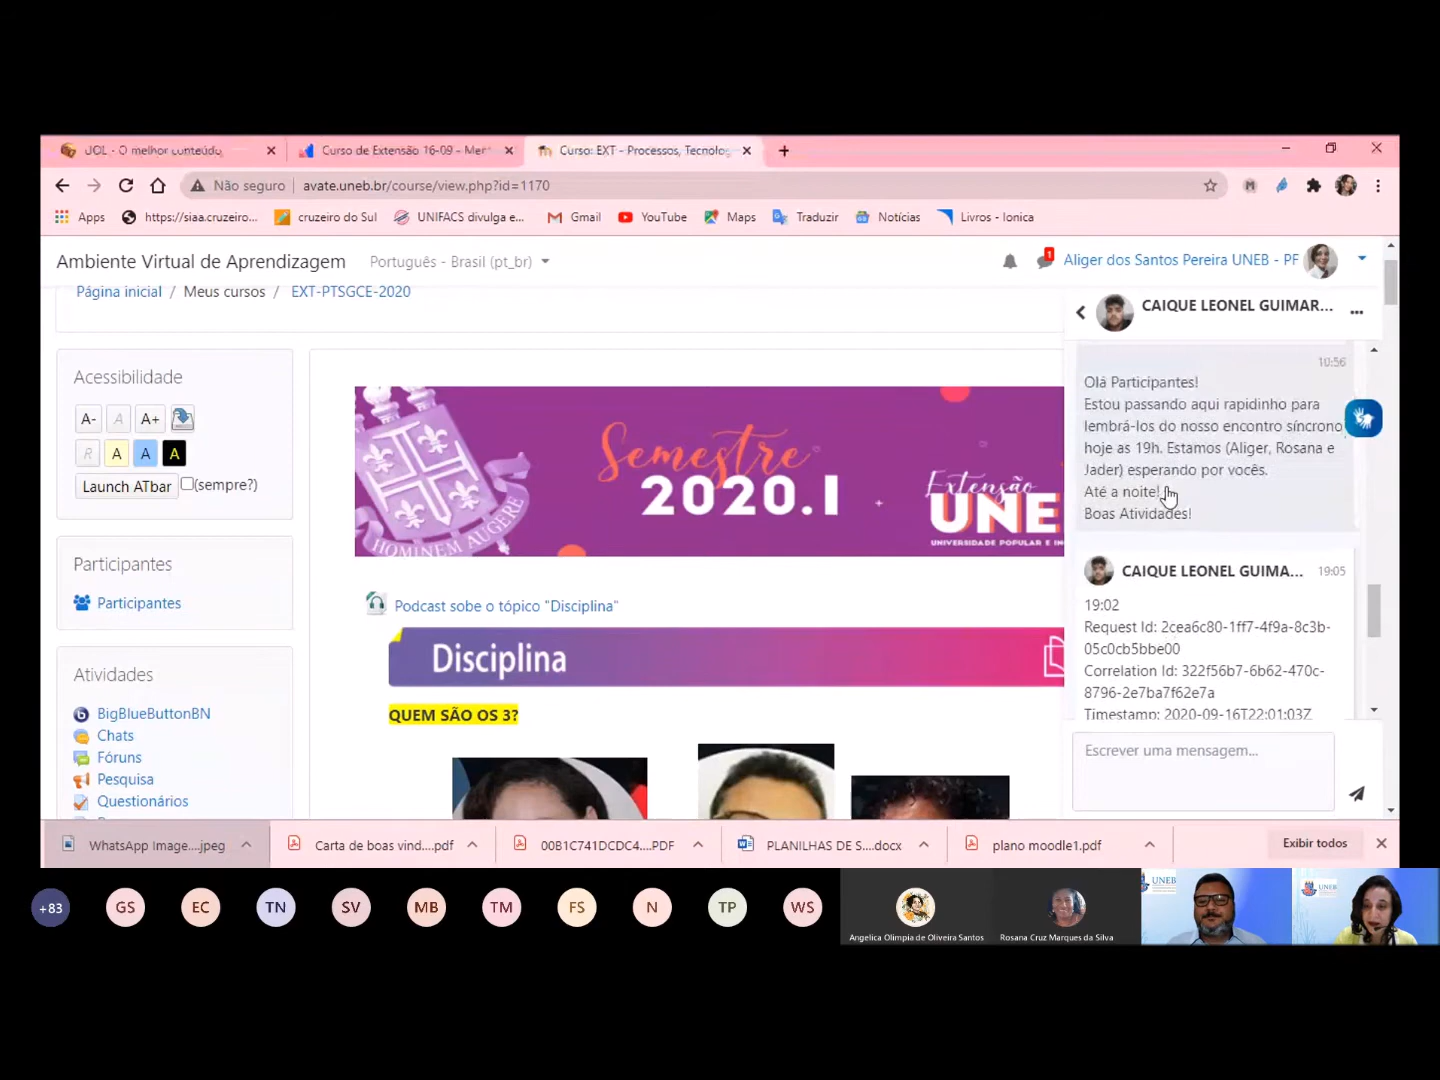 UOL - O melhor conteúdo
Curso de Extensão 16-09 - Ment
Curso: EXT - Processos, Tecnolog
Não seguro
avate.uneb.br/course/view.php?id=1170
M
Apps
https://siaa.cruzeiro...
cruzeiro do Sul
UNIFACS divulga e...
Gmail
YouTube
Maps
Traduzir
Notícias
Livros - Ionica
Ambiente Virtual de Aprendizagem
Português - Brasil (pt_br)
1
Aliger dos Santos Pereira UNEB - PF
Página inicial / Meus cursos / EXT-PTSGCE-2020
Acessibilidade
A- A A+
R A A A
Launch ATbar
(sempre?)
Participantes
Participantes
Atividades
BigBlueButtonBN
Chats
Fóruns
Pesquisa
Questionários
HOMINEM AUGERE
Semestre
2020.1
+
Extensão
UNE
UNIVERSIDADE POPULAR E IN
Podcast sobe o tópico "Disciplina"
Disciplina
QUEM SÃO OS 3?
CAIQUE LEONEL GUIMAR...
10:56
Olá Participantes!
Estou passando aqui rapidinho para
lembrá-los do nosso encontro síncrono,
hoje as 19h. Estamos (Aliger, Rosana e
Jader) esperando por vocês.
Até a noite!
Boas Atividades!
CAIQUE LEONEL GUIMA...
19:05
19:02
Request Id: 2cea6c80-1ff7-4f9a-8c3b-
05c0cb5bbe00
Correlation Id: 322f56b7-6b62-470c-
8796-2e7ba7f62e7a
Timestamp: 2020-09-16T22:01:03Z
Escrever uma mensagem...
WhatsApp Image....jpeg
Carta de boas vind....pdf
00B1C741DCDC4....PDF
PLANILHAS DE S....docx
plano moodle1.pdf
Exibir todos
+83
GS
EC
TN
SV
MB
TM
FS
N
TP
WS
Angelica Olimpia de Oliveira Santos
Rosana Cruz Marques da Silva
UNEB
UNEB